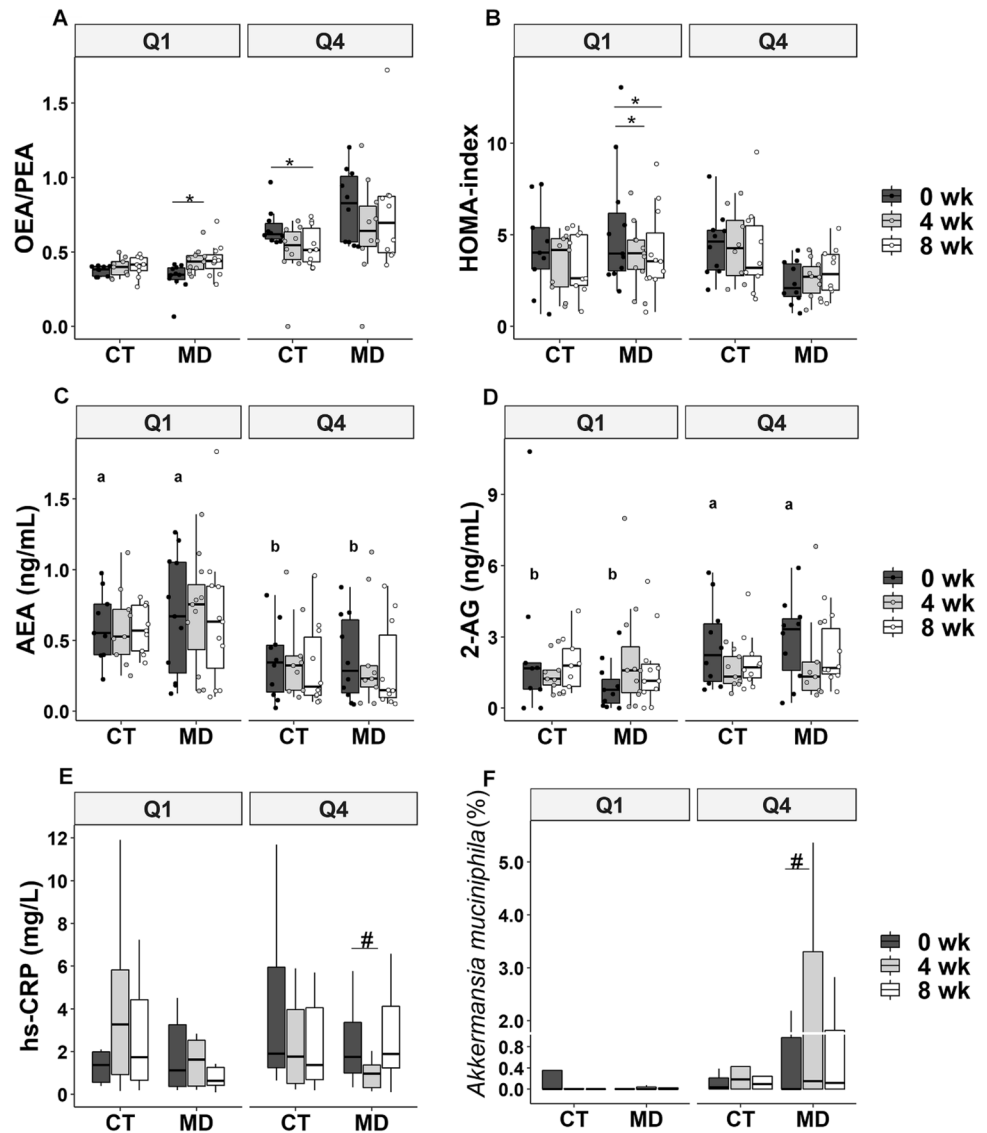 A
B
Q1 Q4
Q1 Q4
OEA/PEA
1.5
1.0
0.5
0.0
*
*
CT MD CT MD
HOMA-index
10
5
0
*
*
CT MD CT MD
0 wk
4 wk
8 wk
C
D
Q1 Q4
Q1 Q4
AEA (ng/mL)
1.5
1.0
0.5
0.0
a a b b
CT MD CT MD
2-AG (ng/mL)
9
6
3
0
b b a a
CT MD CT MD
0 wk
4 wk
8 wk
E
F
Q1 Q4
Q1 Q4
hs-CRP (mg/L)
12
10
8
6
4
2
0
#
CT MD CT MD
Akkermansia muciniphila(%)
5.0
4.0
3.0
2.0
0.8
0.4
0.0
#
CT MD CT MD
0 wk
4 wk
8 wk